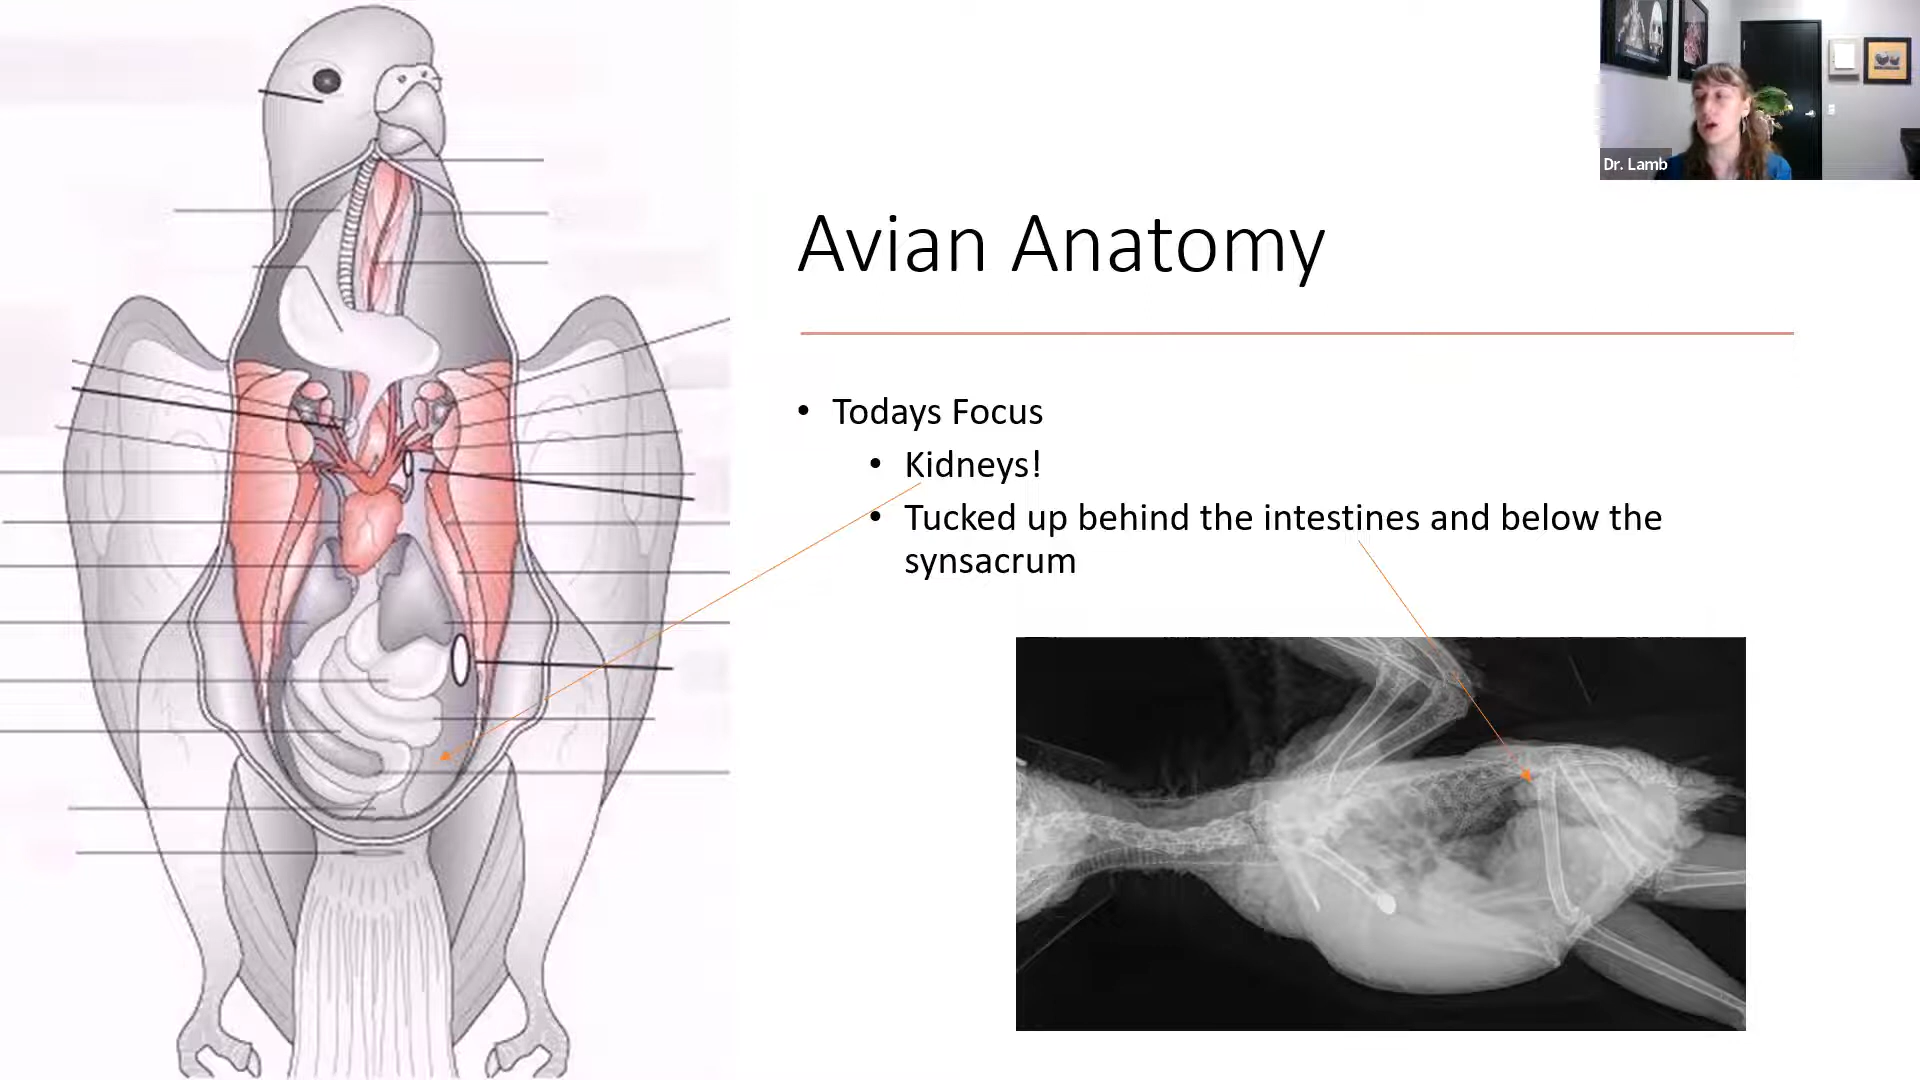 Dr. Lamb
Avian Anatomy
• Todays Focus
• Kidneys!
• Tucked up behind the intestines and below the
synsacrum